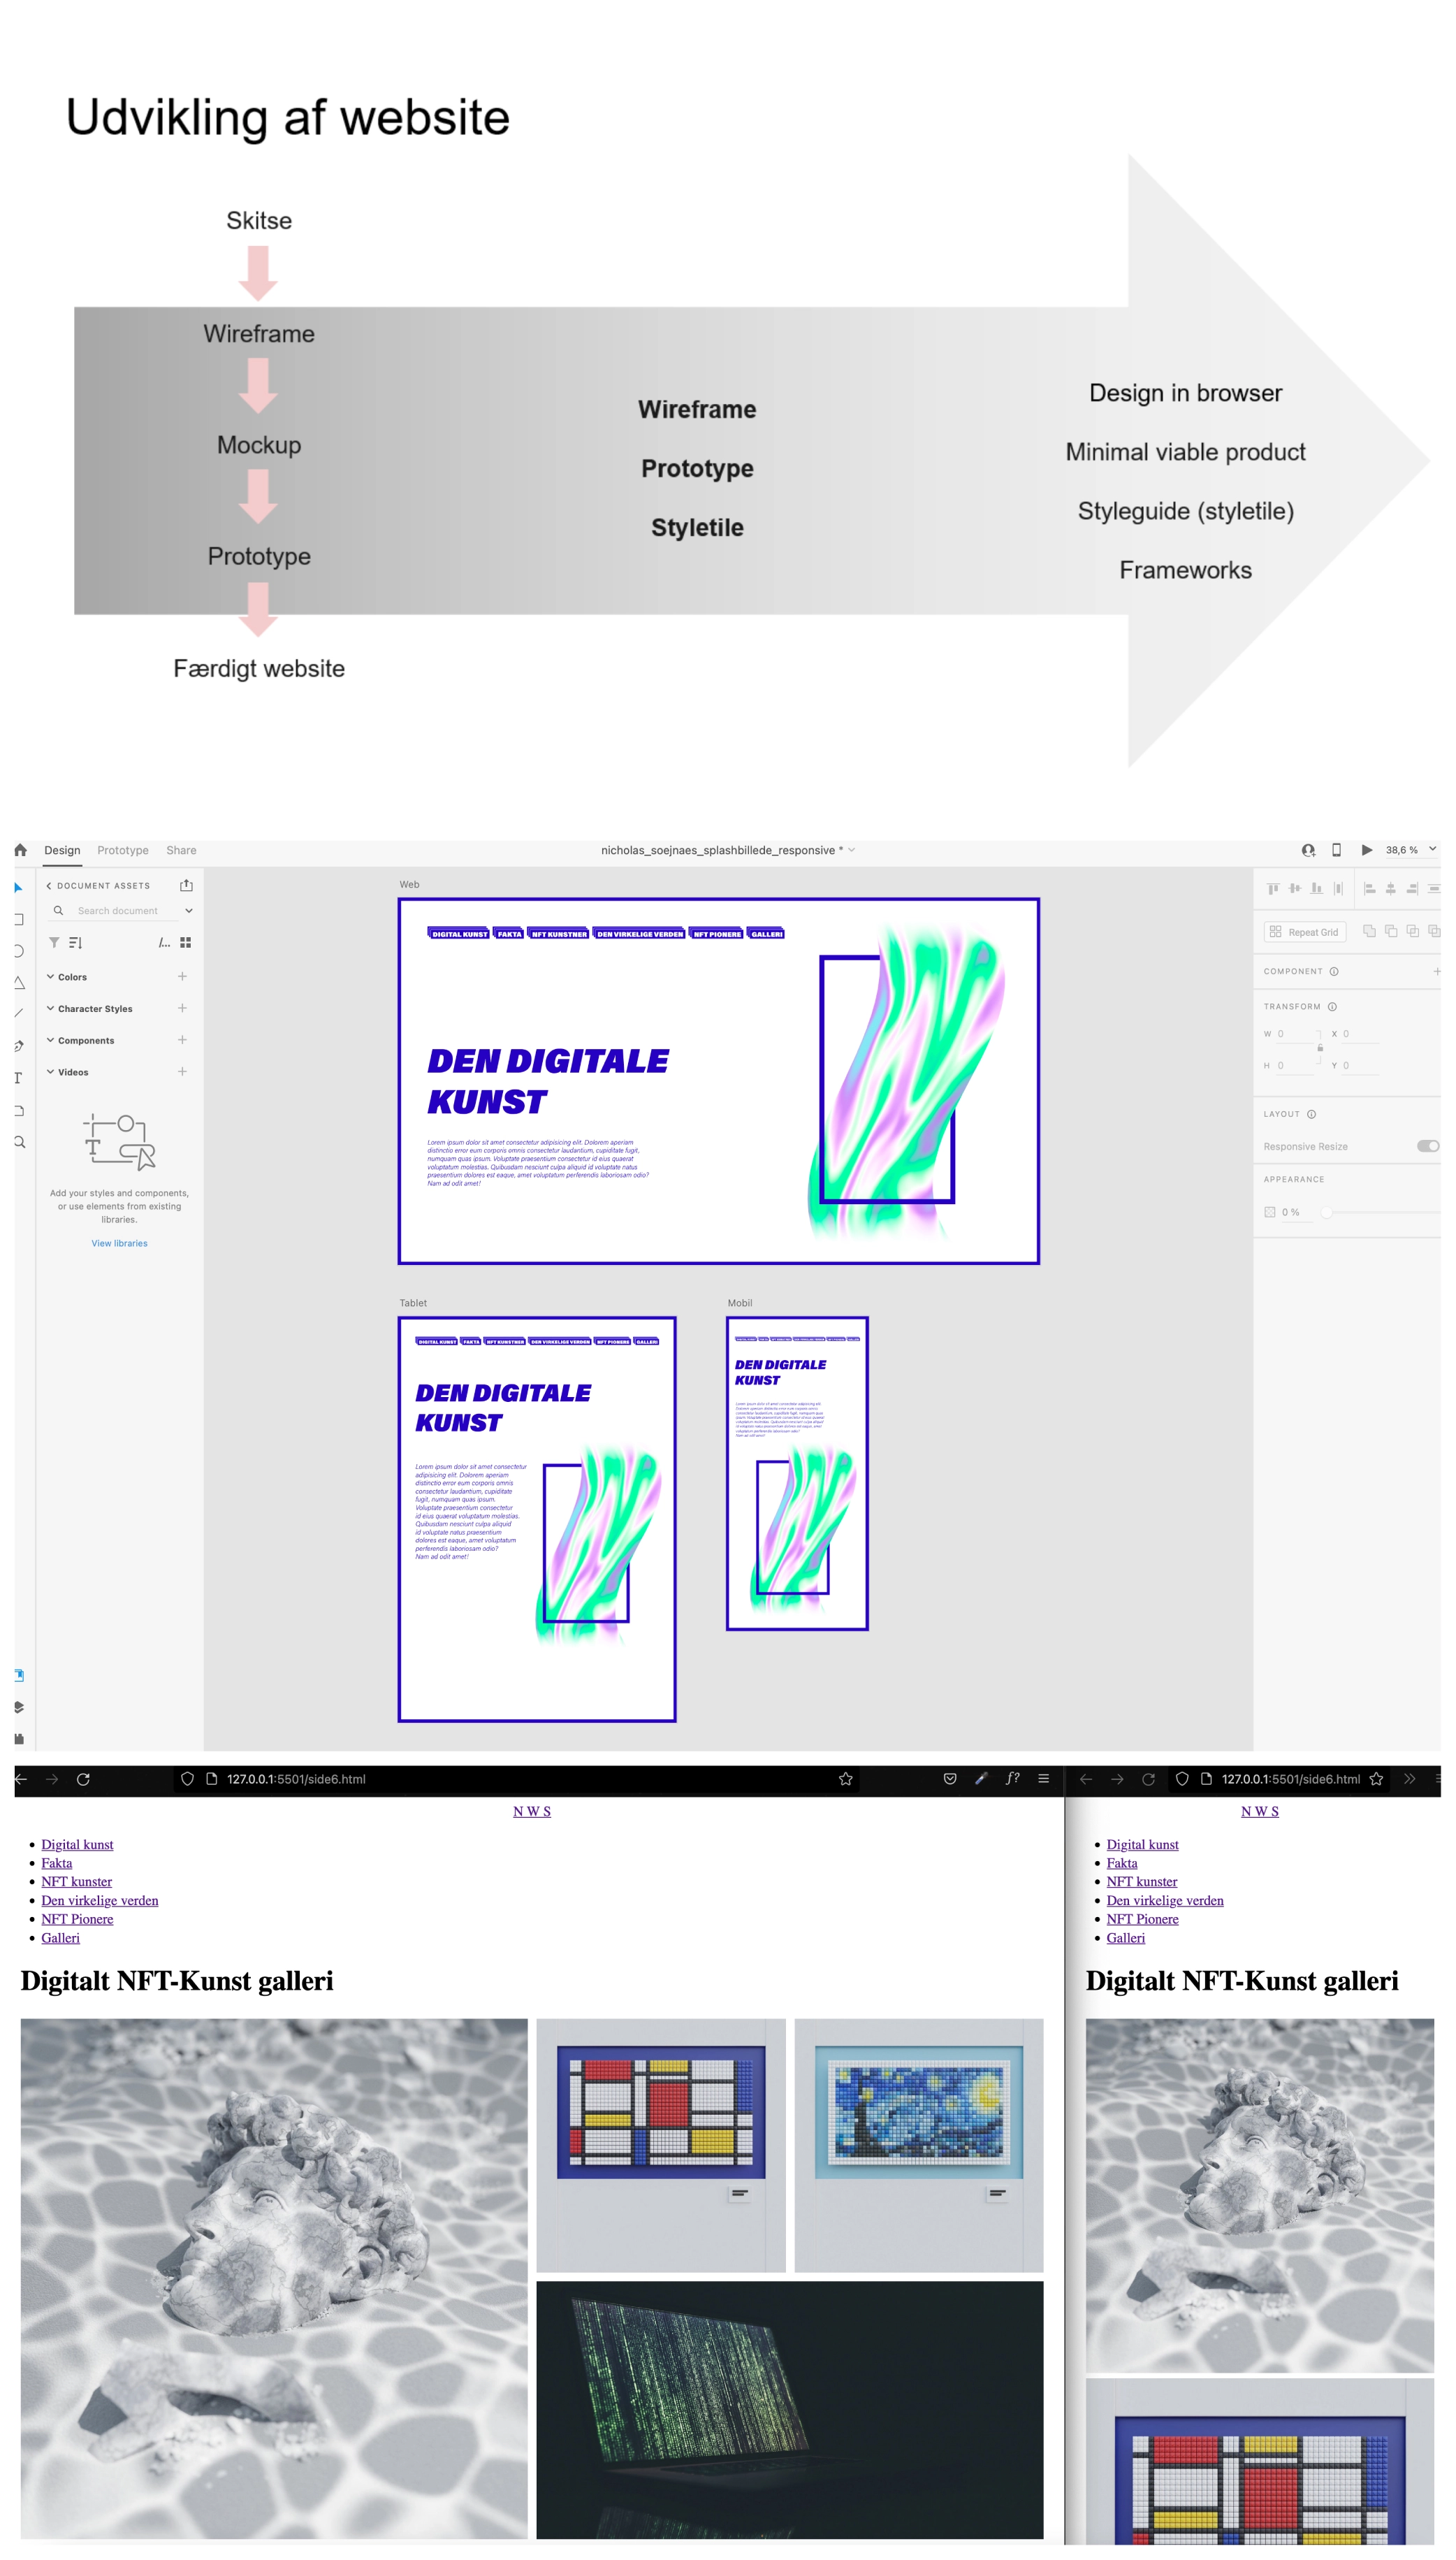 Udvikling af website
Skitse
Wireframe
Mockup
Prototype
Færdigt website
Wireframe
Prototype
Styletile
Design in browser
Minimal viable product
Styleguide (styletile)
Frameworks
Design Prototype Share
nicholas_soejnaes_splashbillede_responsive *
38,6 %
DOCUMENT ASSETS
Search document
/...
Colors
Character Styles
Components
Videos
Add your styles and components,
or use elements from existing
libraries.
View libraries
Web
DIGITAL KUNST FAKTA NFT KUNSTNER DEN VIRKELIGE VERDEN NFT PIONERE GALLERI
DEN DIGITALE
KUNST
Lorem ipsum dolor sit amet consectetur adipisicing elit. Dolorem aperiam
distinctio error eum corporis omnis consectetur laudantium, cupiditate fugit,
numquam quas ipsum. Voluptate praesentium consectetur id eius quaerat
voluptatum molestias. Quibusdam nesciunt culpa aliquid id voluptate natus
praesentium dolores est eaque, amet voluptatum perferendis laboriosam odio?
Nam ad odit amet!
Tablet
DIGITAL KUNST FAKTA NFT KUNSTNER DEN VIRKELIGE VERDEN NFT PIONERE GALLERI
DEN DIGITALE
KUNST
Lorem ipsum dolor sit amet consectetur
adipisicing elit. Dolorem aperiam
distinctio error eum corporis omnis
consectetur laudantium, cupiditate
fugit, numquam quas ipsum.
Voluptate praesentium consectetur
id eius quaerat voluptatum molestias.
Quibusdam nesciunt culpa aliquid
id voluptate natus praesentium
dolores est eaque, amet voluptatum
perferendis laboriosam odio?
Nam ad odit amet!
Mobil
DEN DIGITALE
KUNST
Repeat Grid
COMPONENT
TRANSFORM
W 0 X 0
H 0 Y 0
LAYOUT
Responsive Resize
APPEARANCE
0 %
127.0.0.1:5501/side6.html
N W S
Digital kunst
Fakta
NFT kunster
Den virkelige verden
NFT Pionere
Galleri
Digitalt NFT-Kunst galleri
127.0.0.1:5501/side6.html
N W S
Digital kunst
Fakta
NFT kunster
Den virkelige verden
NFT Pionere
Galleri
Digitalt NFT-Kunst galleri